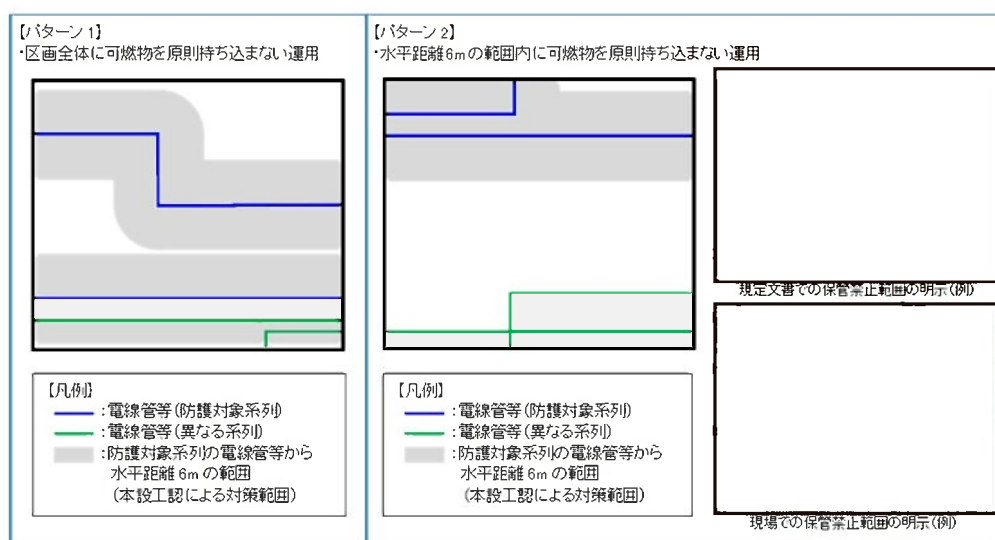 【パターン1】
・区画全体に可燃物を原則持ち込まない運用
【凡例】
：電線管等(防護対象系列)
：電線管等(異なる系列)
：防護対象系列の電線管等から
水平距離6mの範囲
(本設工認による対策範囲)
【パターン2】
・水平距離6mの範囲内に可燃物を原則持ち込まない運用
【凡例】
：電線管等(防護対象系列)
：電線管等(異なる系列)
：防護対象系列の電線管等から
水平距離6mの範囲
(本設工認による対策範囲)
規定文書での保管禁止範囲の明示(例)
現場での保管禁止範囲の明示(例)